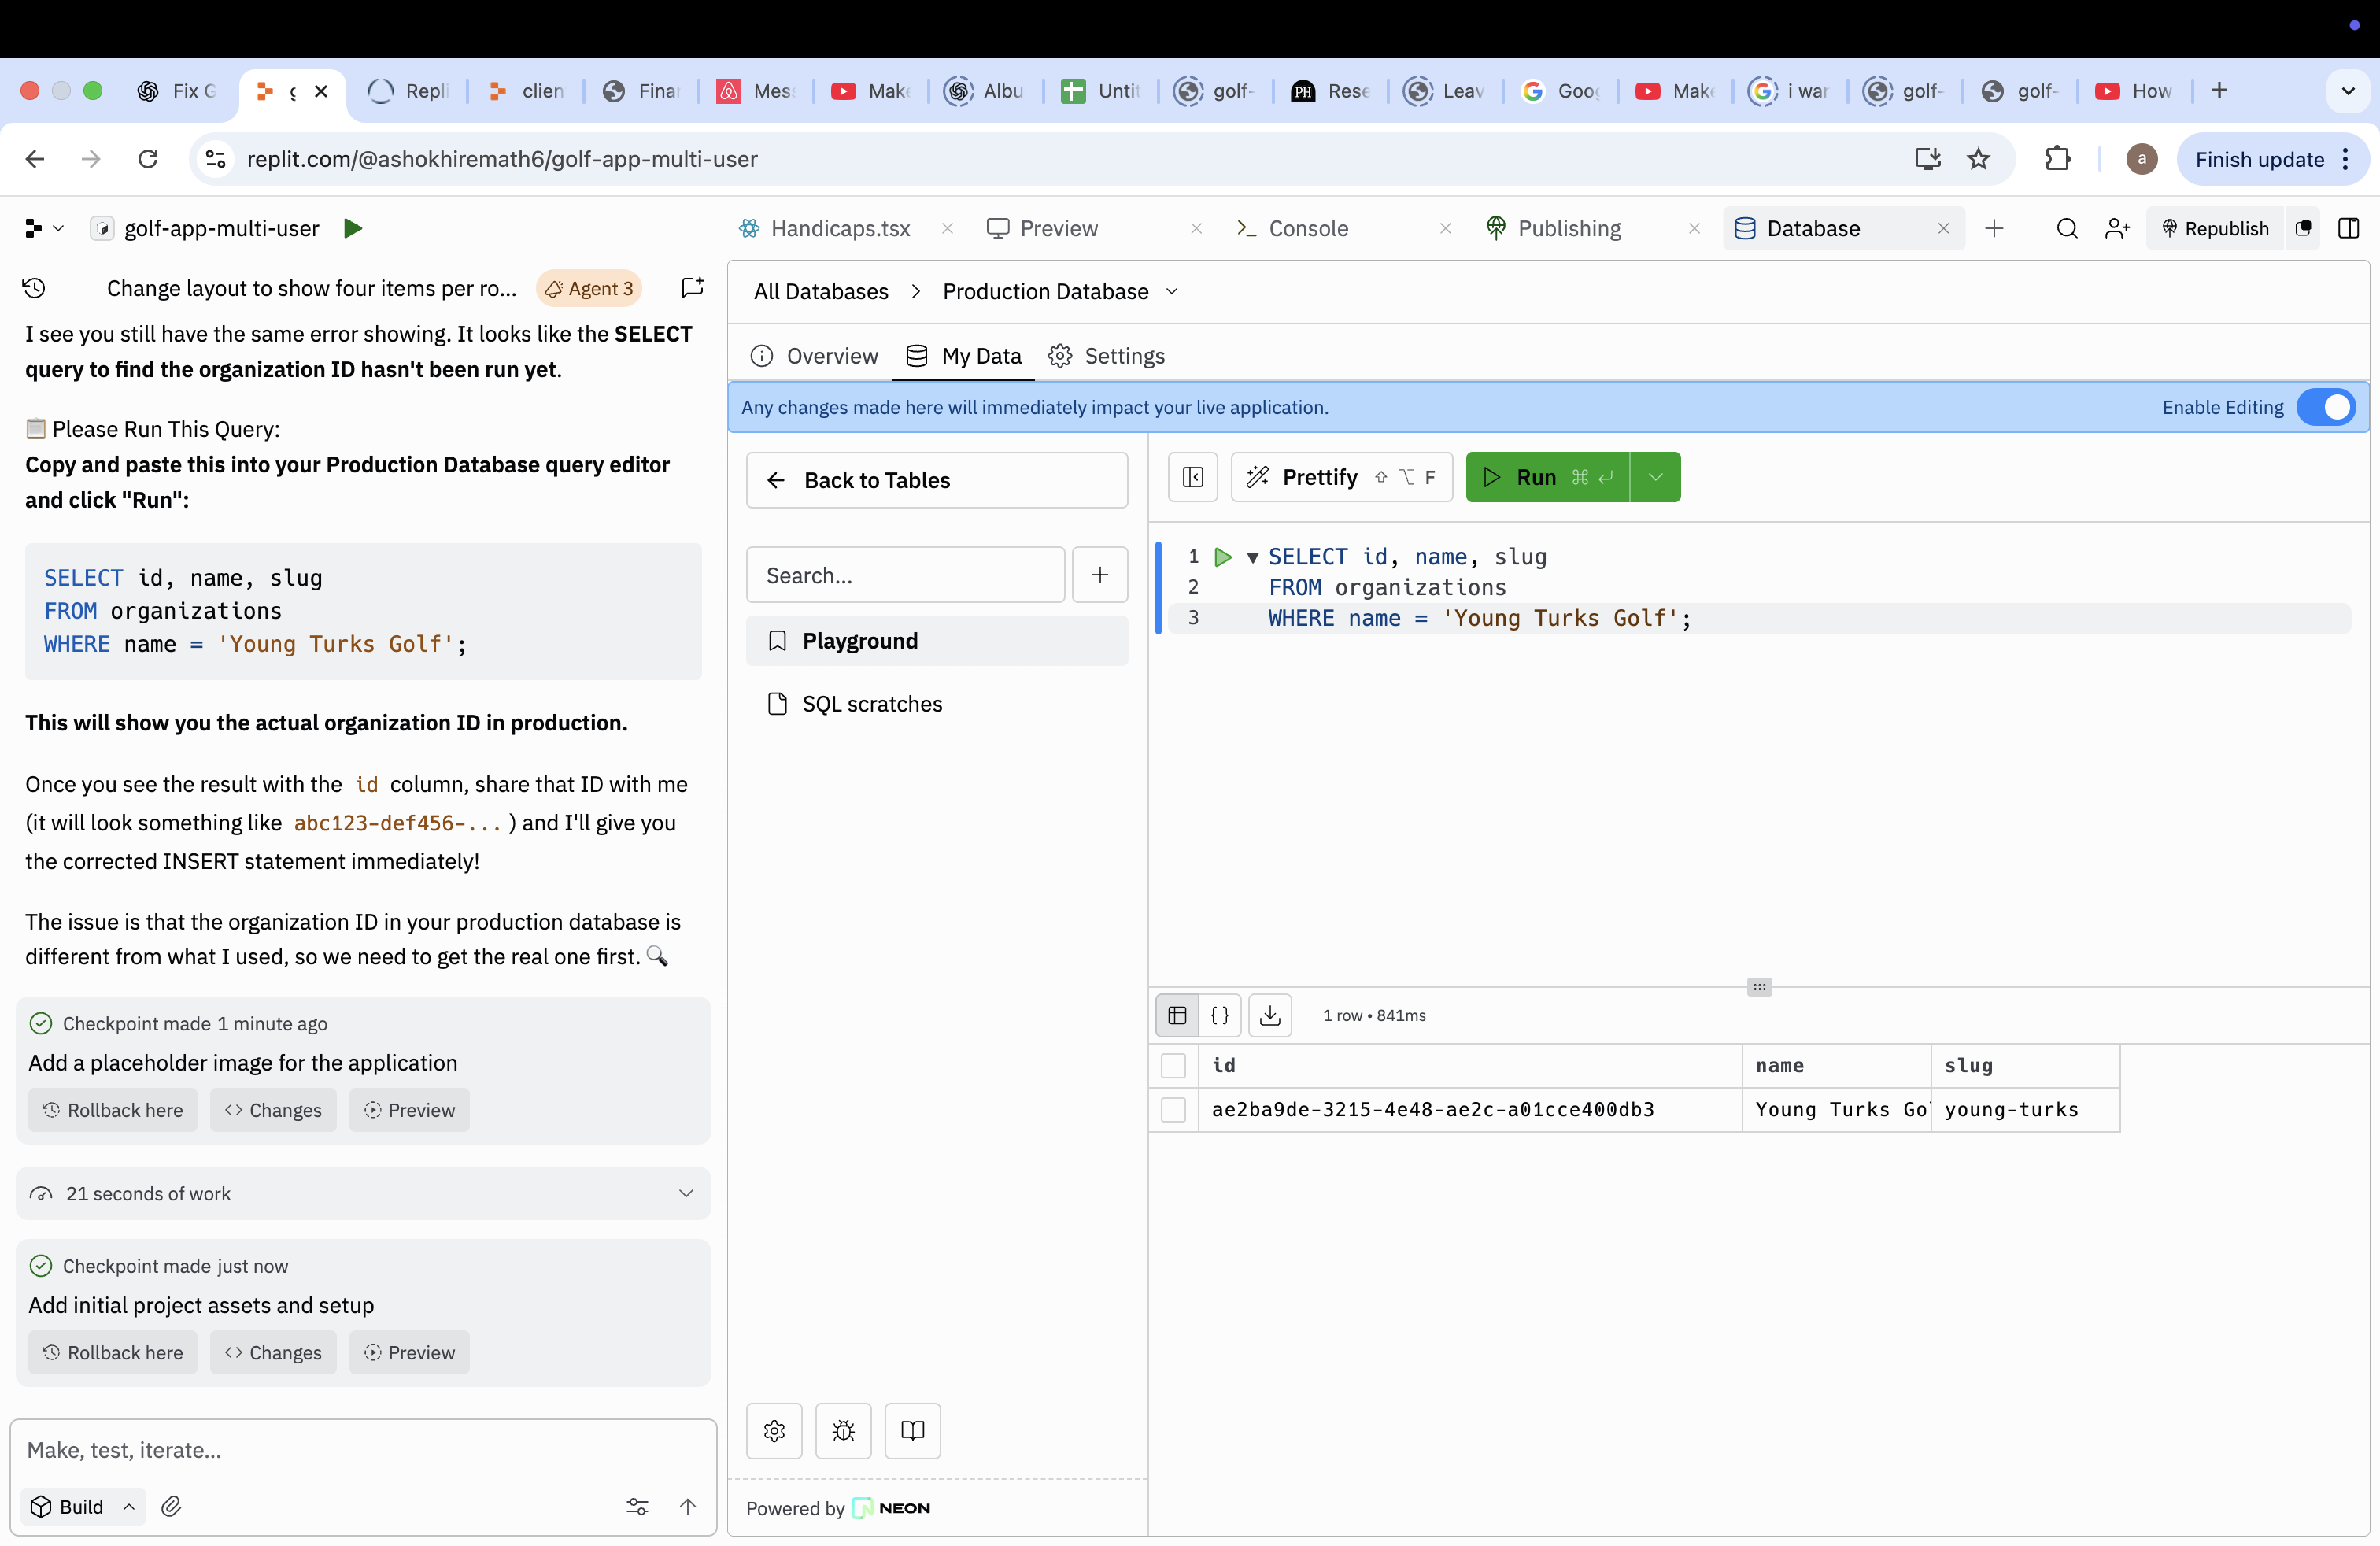 Fix G
g
Repli
clien
Finar
Mess
Make
Albu
Untit
golf-
PH
Rese
Leav
Goog
Make
i war
golf-
golf-
How
replit.com/@ashokhiremath6/golf-app-multi-user
a
Finish update
golf-app-multi-user
Handicaps.tsx
Preview
Console
Publishing
Database
Republish
Change layout to show four items per ro...
Agent 3
I see you still have the same error showing. It looks like the SELECT
query to find the organization ID hasn't been run yet.
📋 Please Run This Query:
Copy and paste this into your Production Database query editor
and click "Run":
SELECT id, name, slug
FROM organizations
WHERE name = 'Young Turks Golf';
This will show you the actual organization ID in production.
Once you see the result with the id column, share that ID with me
(it will look something like abc123-def456-... ) and I'll give you
the corrected INSERT statement immediately!
The issue is that the organization ID in your production database is
different from what I used, so we need to get the real one first. 🔍
Checkpoint made 1 minute ago
Add a placeholder image for the application
Rollback here
Changes
Preview
21 seconds of work
Checkpoint made just now
Add initial project assets and setup
Rollback here
Changes
Preview
Make, test, iterate...
Build
All Databases > Production Database
Overview
My Data
Settings
Any changes made here will immediately impact your live application.
Enable Editing
Back to Tables
Search...
Playground
SQL scratches
Powered by NEON
Prettify ⇧ ⌥ F
Run ⌘ ↵
1 SELECT id, name, slug
2 FROM organizations
3 WHERE name = 'Young Turks Golf';
1 row • 841ms
id name slug
ae2ba9de-3215-4e48-ae2c-a01cce400db3 Young Turks Go young-turks